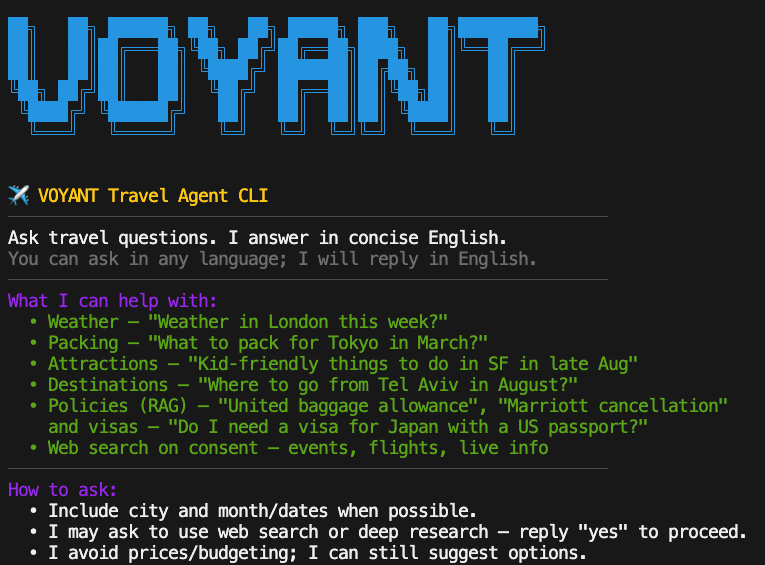 VOYANT
✈️ VOYANT Travel Agent CLI
Ask travel questions. I answer in concise English.
You can ask in any language; I will reply in English.
What I can help with:
• Weather — "Weather in London this week?"
• Packing — "What to pack for Tokyo in March?"
• Attractions — "Kid-friendly things to do in SF in late Aug"
• Destinations — "Where to go from Tel Aviv in August?"
• Policies (RAG) — "United baggage allowance", "Marriott cancellation"
and visas — "Do I need a visa for Japan with a US passport?"
• Web search on consent — events, flights, live info
How to ask:
• Include city and month/dates when possible.
• I may ask to use web search or deep research — reply "yes" to proceed.
• I avoid prices/budgeting; I can still suggest options.